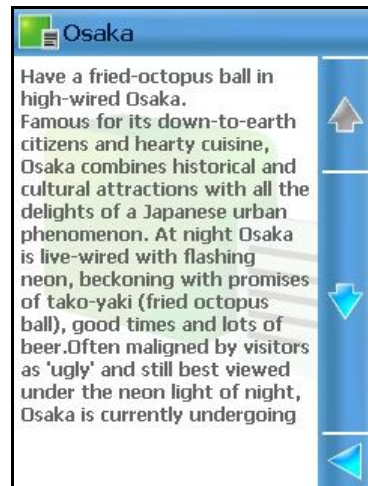 Osaka
Have a fried-octopus ball in
high-wired Osaka.
Famous for its down-to-earth
citizens and hearty cuisine,
Osaka combines historical and
cultural attractions with all the
delights of a Japanese urban
phenomenon. At night Osaka
is live-wired with flashing
neon, beckoning with promises
of tako-yaki (fried octopus
ball), good times and lots of
beer.Often maligned by visitors
as 'ugly' and still best viewed
under the neon light of night,
Osaka is currently undergoing